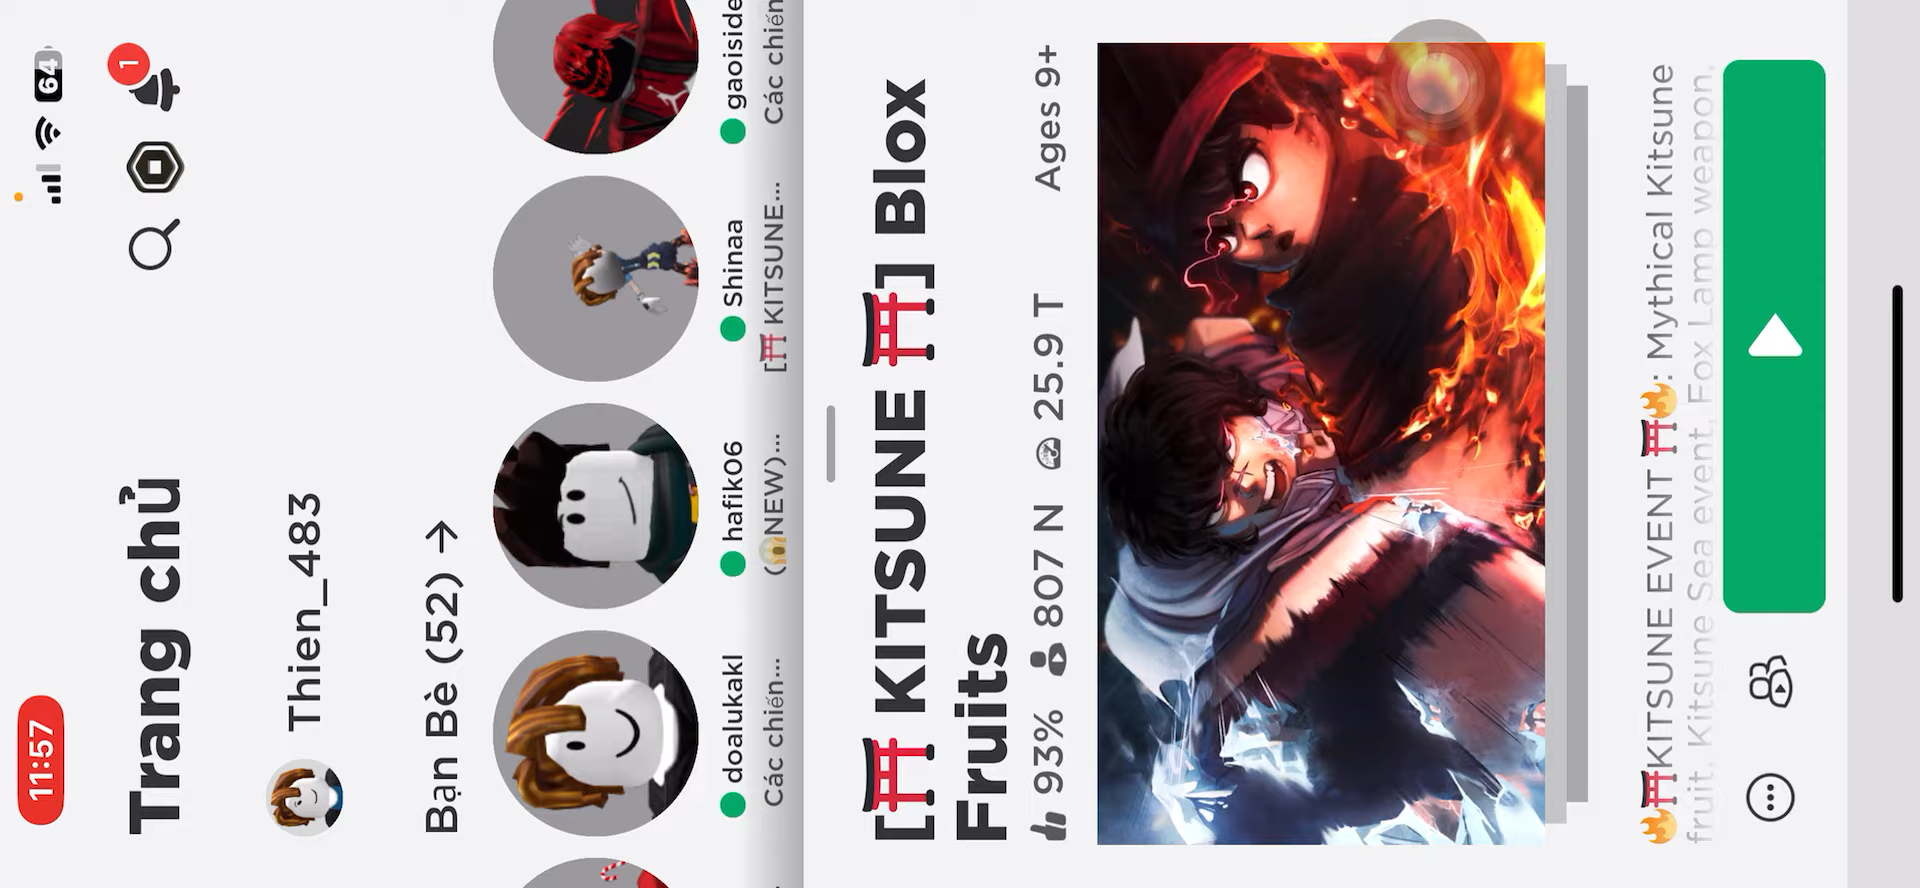 11:57
64
Trang chủ
1
Thien_483
Bạn Bè (52) →
doalukakl
hafik06
Shinaa
gaoiside
Các chiến...
(😱NEW)...
[⛩️ KITSUNE...
Các chiến
[⛩️ KITSUNE ⛩️] Blox
Fruits
93%
807 N
25.9 T
Ages 9+
🔥⛩️KITSUNE EVENT ⛩️🔥: Mythical Kitsune
fruit, Kitsune Sea event, Fox Lamp weapon,